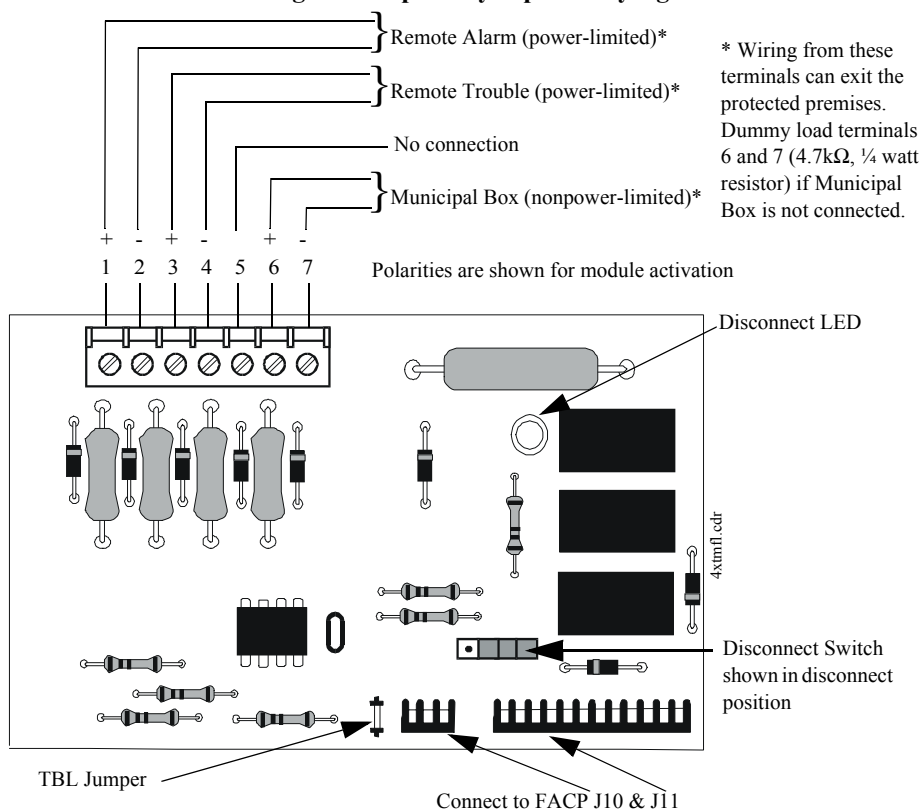 Remote Alarm (power-limited)*
Remote Trouble (power-limited)*
No connection
Municipal Box (nonpower-limited)*
* Wiring from these
terminals can exit the
protected premises.
Dummy load terminals
6 and 7 (4.7kΩ, ¼ watt
resistor) if Municipal
Box is not connected.
+ - + - + -
1 2 3 4 5 6 7
Polarities are shown for module activation
Disconnect LED
4xtmfl.cdr
Disconnect Switch
shown in disconnect
position
TBL Jumper
Connect to FACP J10 & J11